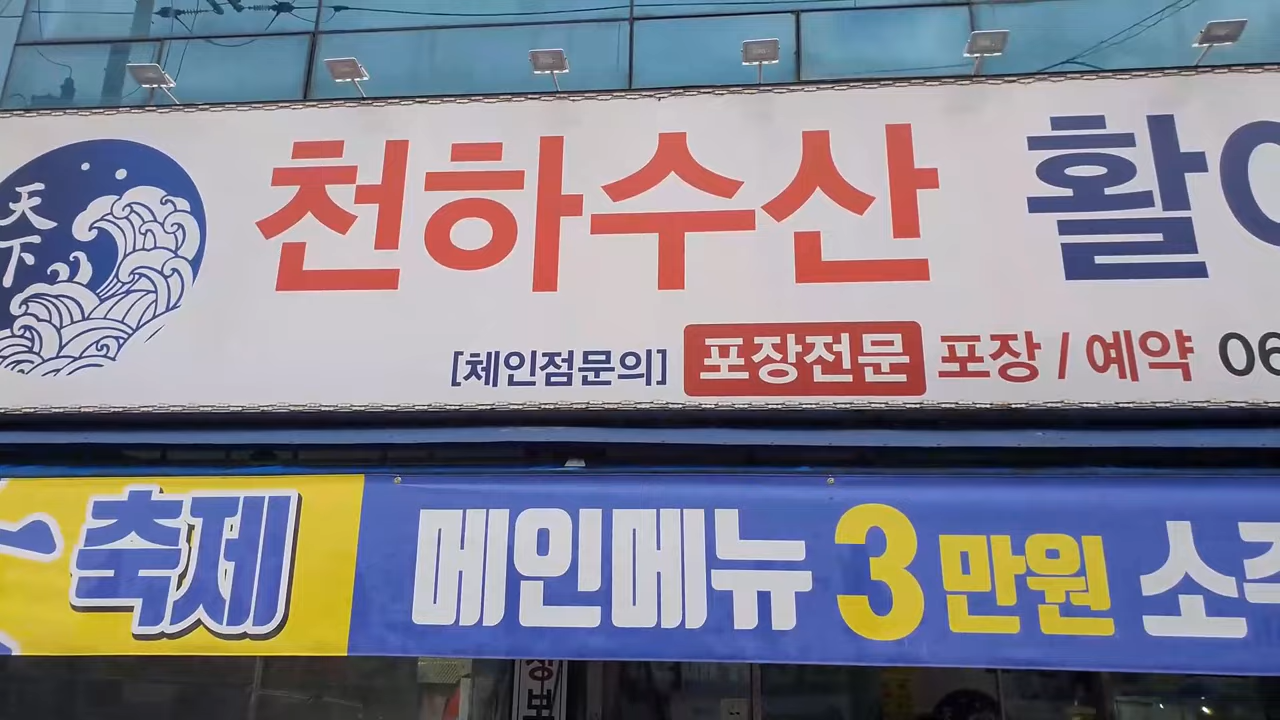 天下
천하수산 활
[체인점문의] 포장전문 포장 / 예약 06
축제 메인메뉴 3만원 소